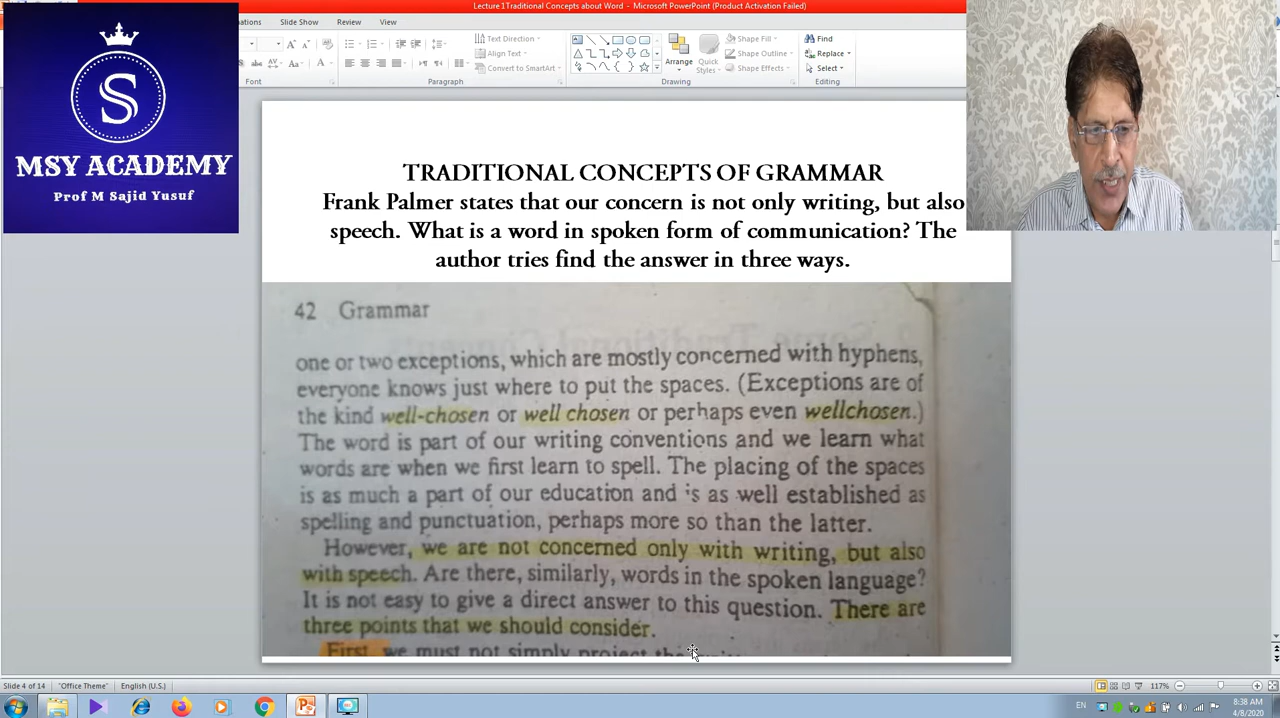 Lecture 1Traditional Concepts about Word - Microsoft PowerPoint (Product Activation Failed)
Slide Show Review View
Text Direction
Align Text
Convert to SmartArt
Arrange
Quick Styles
Shape Fill
Shape Outline
Shape Effects
Find
Replace
Select
Font Paragraph Drawing Editing
S
MSY ACADEMY
Prof M Sajid Yusuf
TRADITIONAL CONCEPTS OF GRAMMAR
Frank Palmer states that our concern is not only writing, but also
speech. What is a word in spoken form of communication? The
author tries find the answer in three ways.
42 Grammar
one or two exceptions, which are mostly concerned with hyphens,
everyone knows just where to put the spaces. (Exceptions are of
the kind well-chosen or well chosen or perhaps even wellchosen.)
The word is part of our writing conventions and we learn what
words are when we first learn to spell. The placing of the spaces
is as much a part of our education and is as well established as
spelling and punctuation, perhaps more so than the latter.
However, we are not concerned only with writing, but also
with speech. Are there, similarly, words in the spoken language?
It is not easy to give a direct answer to this question. There are
three points that we should consider.
First, we must not simply project the
Slide 4 of 14 "Office Theme" English (U.S.) 117%
EN 8:38 AM
4/8/2020